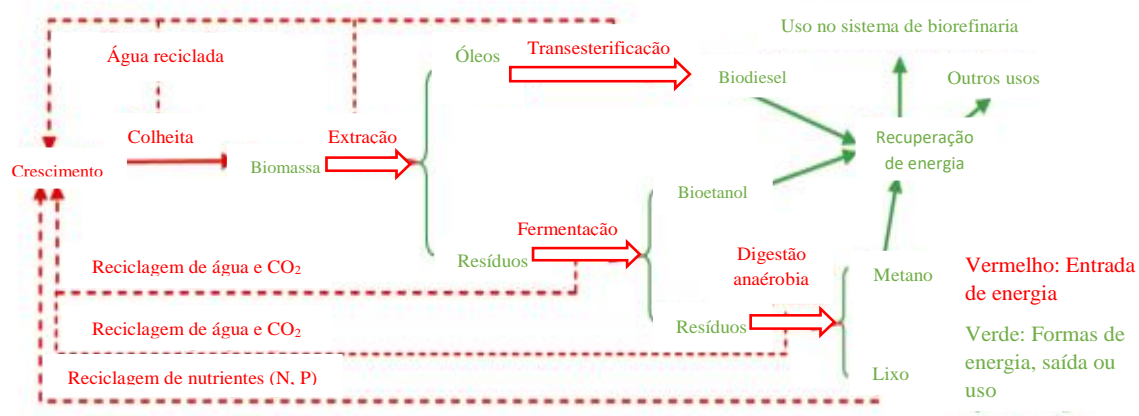 Uso no sistema de biorefinaria
Água reciclada
Óleos
Transesterificação
Biodiesel
Outros usos
Colheita
Extração
Recuperação
de energia
Crescimento
Biomassa
Bioetanol
Fermentacão
Resíduos
Digestão
anaérobia
Reciclagem de água e CO₂
Metano
Vermelho: Entrada
de energia
Reciclagem de água e CO₂
Resíduos
Verde: Formas de
energia, saída ou
uso
Reciclagem de nutrientes (N, P)
Lixo